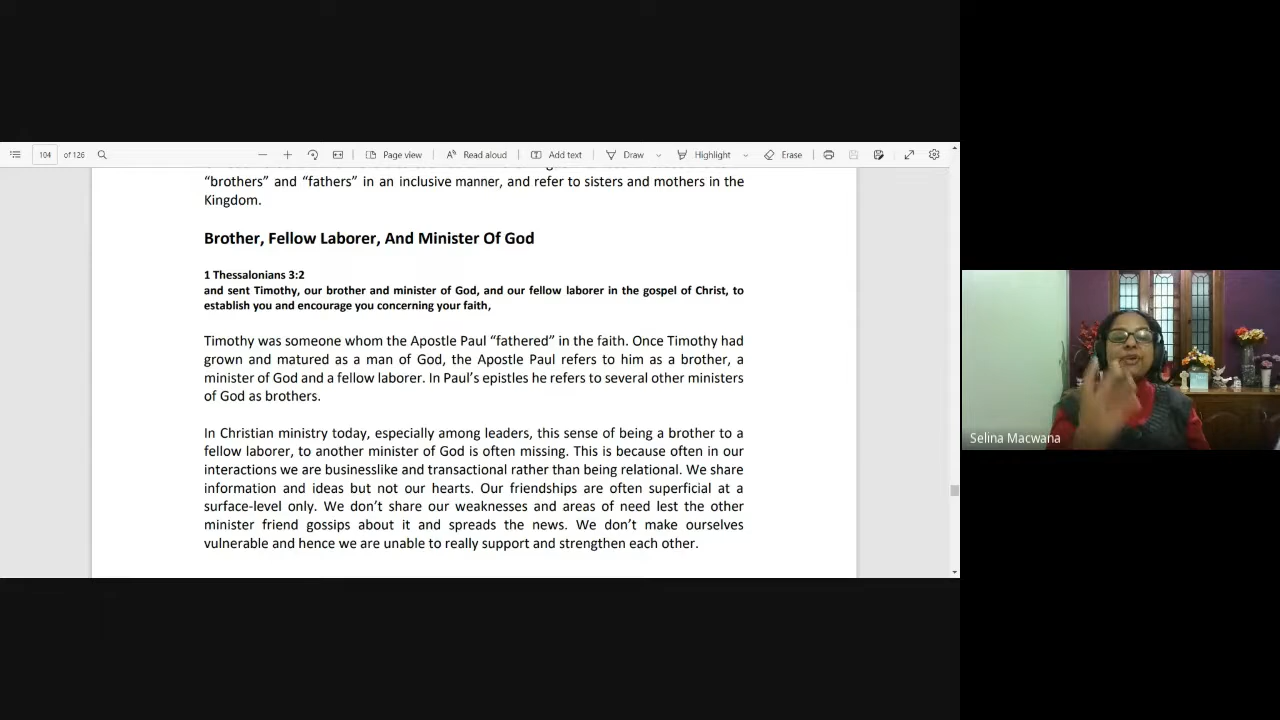 104 of 126
Page view
Read aloud
Add text
Draw
Highlight
Erase
"brothers" and "fathers" in an inclusive manner, and refer to sisters and mothers in the
Kingdom.
Brother, Fellow Laborer, And Minister Of God
1 Thessalonians 3:2
and sent Timothy, our brother and minister of God, and our fellow laborer in the gospel of Christ, to
establish you and encourage you concerning your faith,
Timothy was someone whom the Apostle Paul "fathered" in the faith. Once Timothy had
grown and matured as a man of God, the Apostle Paul refers to him as a brother, a
minister of God and a fellow laborer. In Paul's epistles he refers to several other ministers
of God as brothers.
In Christian ministry today, especially among leaders, this sense of being a brother to a
fellow laborer, to another minister of God is often missing. This is because often in our
interactions we are businesslike and transactional rather than being relational. We share
information and ideas but not our hearts. Our friendships are often superficial at a
surface-level only. We don't share our weaknesses and areas of need lest the other
minister friend gossips about it and spreads the news. We don't make ourselves
vulnerable and hence we are unable to really support and strengthen each other.
Selina Macwana